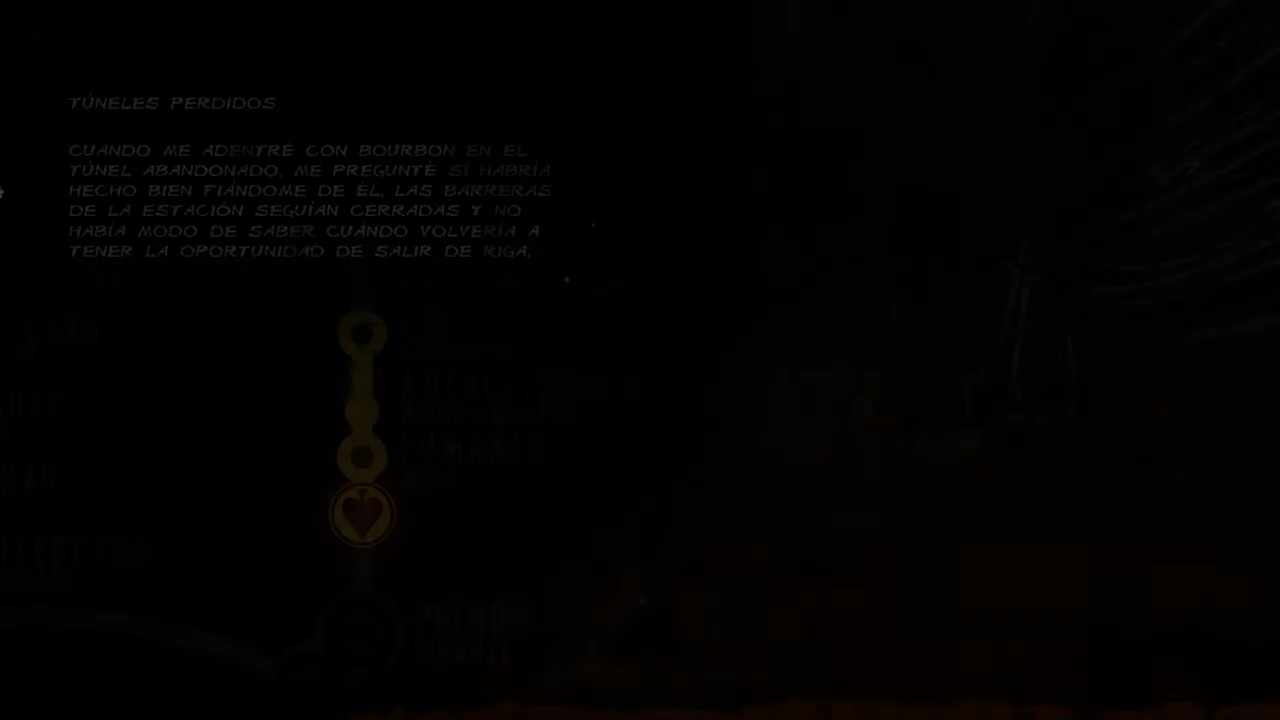 TÚNELES PERDIDOS
CUANDO ME ADENTRÉ CON BOURBON EN EL
TÚNEL ABANDONADO, ME PREGUNTÉ SI HABRÍA
HECHO BIEN FIÁNDOME DE ÉL. LAS BARRERAS
DE LA ESTACIÓN SEGUÍAN CERRADAS Y NO
HABÍA MODO DE SABER CUÁNDO VOLVERÍA A
TENER LA OPORTUNIDAD DE SALIR DE RIGA.